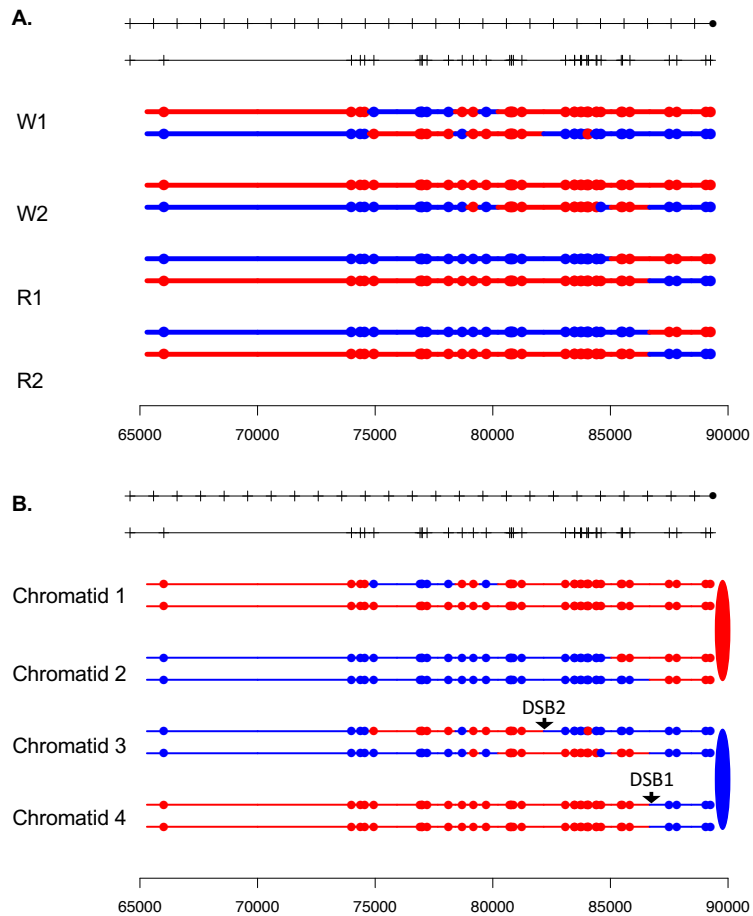 A.
W1
W2
R1
R2
65000 70000 75000 80000 85000 90000
B.
Chromatid 1
Chromatid 2
DSB2
Chromatid 3
DSB1
Chromatid 4
65000 70000 75000 80000 85000 90000